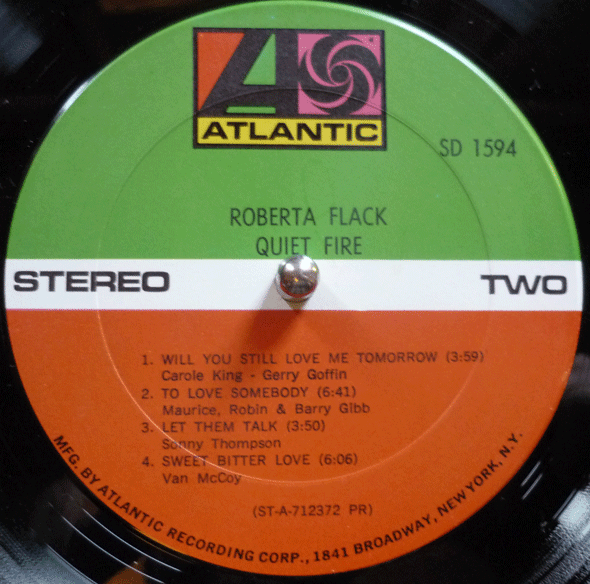 ATLANTIC
SD 1594
ROBERTA FLACK
QUIET FIRE
STEREO
TWO
1. WILL YOU STILL LOVE ME TOMORROW (3:59)
Carole King - Gerry Goffin
2. TO LOVE SOMEBODY (6:41)
Maurice, Robin & Barry Gibb
3. LET THEM TALK (3:50)
Sonny Thompson
4. SWEET BITTER LOVE (6:06)
Van McCoy
(ST-A-712372 PR)
MFG. BY ATLANTIC RECORDING CORP., 1841 BROADWAY, NEW YORK, N.Y.